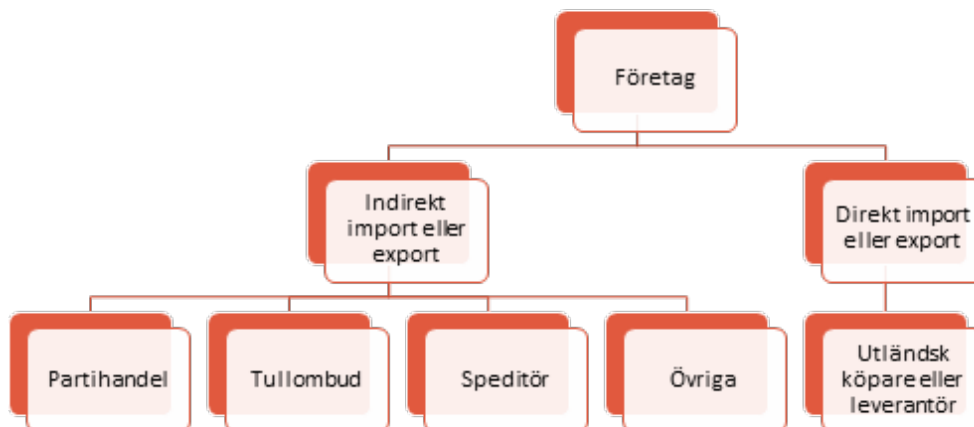 Företag
Indirekt
import eller
export
Direkt import
eller export
Partihandel
Tullombud
Speditör
Övriga
Utländsk
köpare eller
leverantör